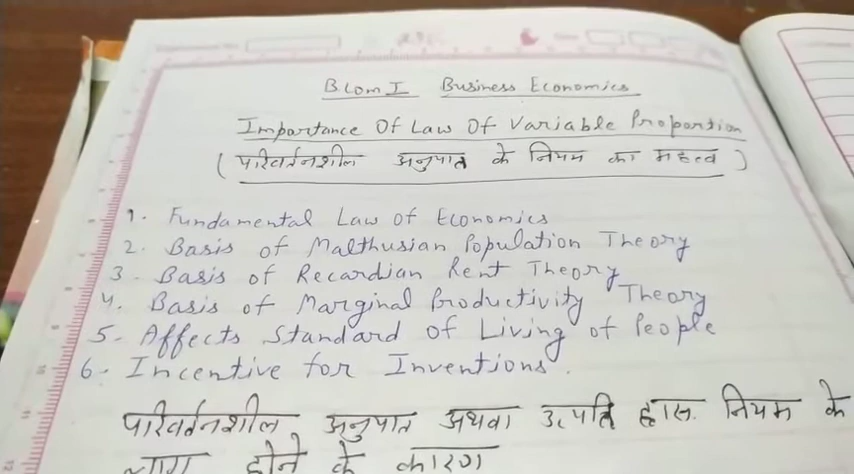 BCom I Business Economics
Importance Of Law Of Variable Proportion
( परिवर्तनशील अनुपात के नियम का महत्व )
1. Fundamental Law of Economics
2. Basis of Malthusian Population Theory
3. Basis of Recardian Rent Theory
4. Basis of Marginal Productivity Theory
5. Affects Standard of Living of People
6. Incentive for Inventions.
परिवर्तनशील अनुपात अथवा उत्पति ह्रास नियम के
लागू होने के कारण